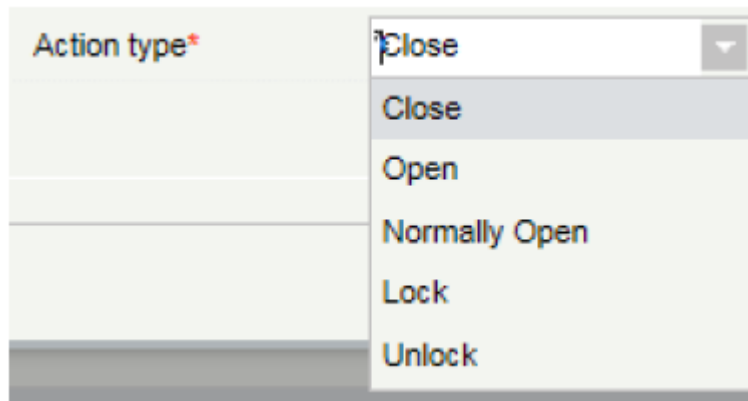 Action type* Close
Close
Open
Normally Open
Lock
Unlock